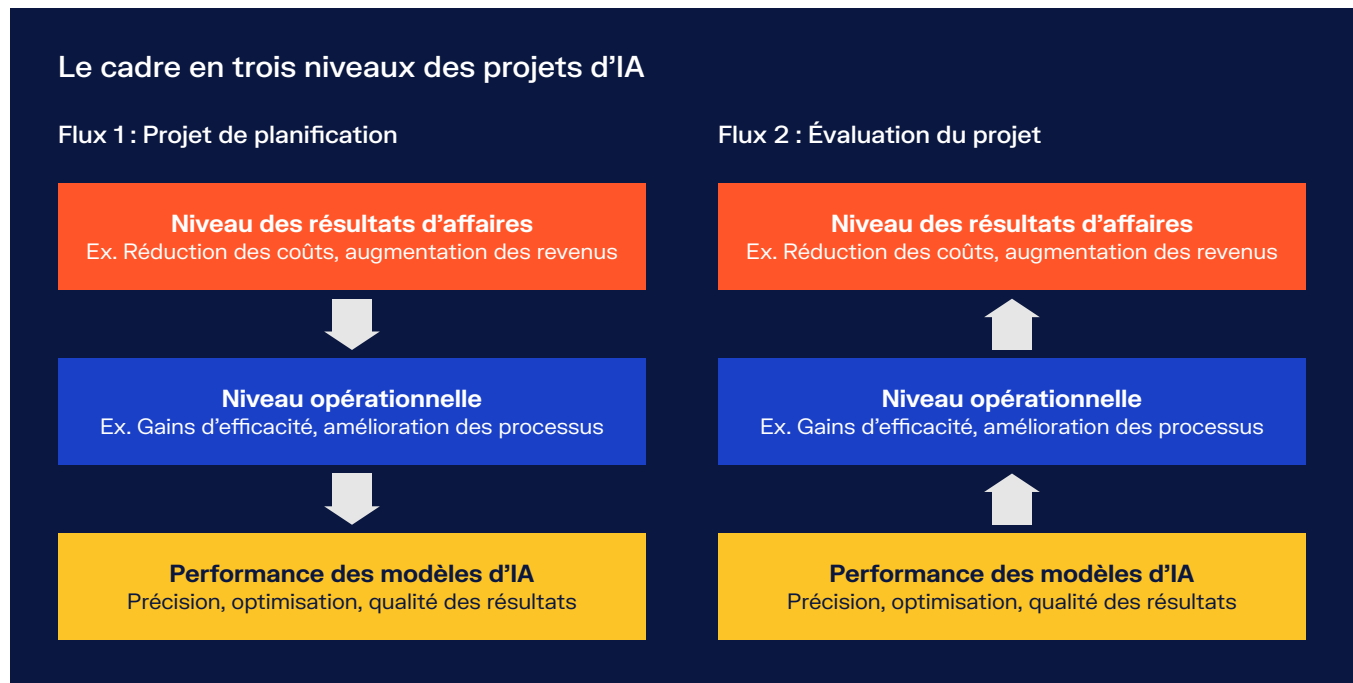 Le cadre en trois niveaux des projets d’IA
Flux 1 : Projet de planification
Niveau des résultats d’affaires
Ex. Réduction des coûts, augmentation des revenus
Niveau opérationnelle
Ex. Gains d’efficacité, amélioration des processus
Performance des modèles d’IA
Précision, optimisation, qualité des résultats
Flux 2 : Évaluation du projet
Niveau des résultats d’affaires
Ex. Réduction des coûts, augmentation des revenus
Niveau opérationnelle
Ex. Gains d’efficacité, amélioration des processus
Performance des modèles d’IA
Précision, optimisation, qualité des résultats